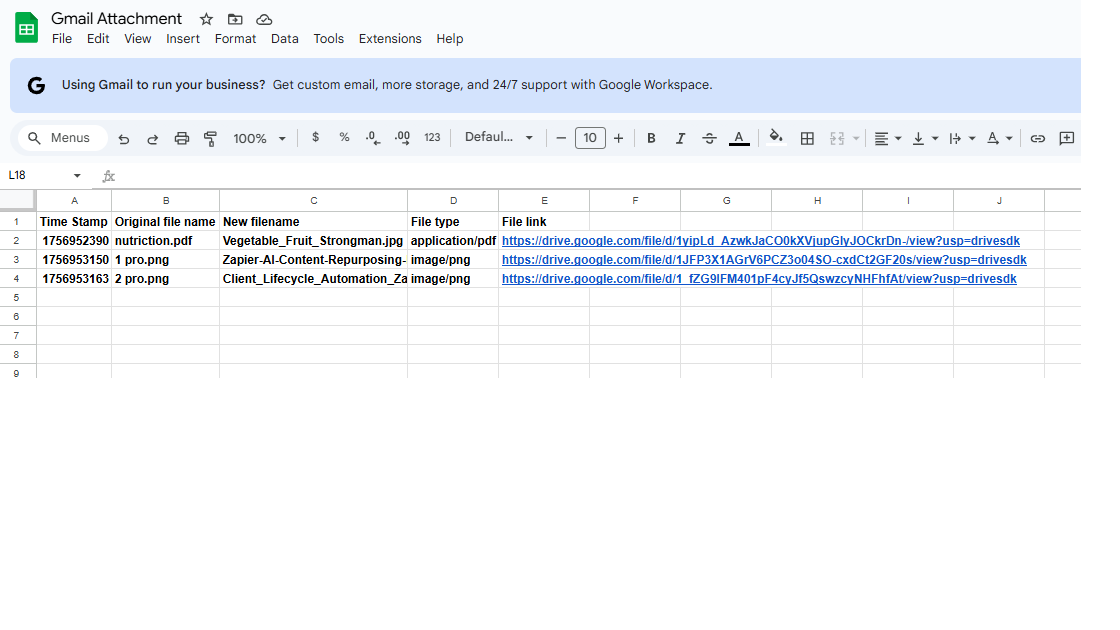 Gmail Attachment
File Edit View Insert Format Data Tools Extensions Help
G Using Gmail to run your business? Get custom email, more storage, and 24/7 support with Google Workspace.
Menus 100% $ % .0 .00 123 Defaul... 10 B I S A
L18 fx
A B C D E F G H I J
1 Time Stamp Original file name New filename File type File link
2 1756952390 nutriction.pdf Vegetable_Fruit_Strongman.jpg application/pdf https://drive.google.com/file/d/1yipLd_AzwkJaCO0kXVjupGlyJOCkrDn-/view?usp=drivesdk
3 1756953150 1 pro.png Zapier-AI-Content-Repurposing- image/png https://drive.google.com/file/d/1JFP3X1AGrV6PCZ3o04SO-cxdCt2GF20s/view?usp=drivesdk
4 1756953163 2 pro.png Client_Lifecycle_Automation_Za image/png https://drive.google.com/file/d/1_fZG9IFM401pF4cyJf5QswzcyNHFhfAt/view?usp=drivesdk
5
6
7
8
9